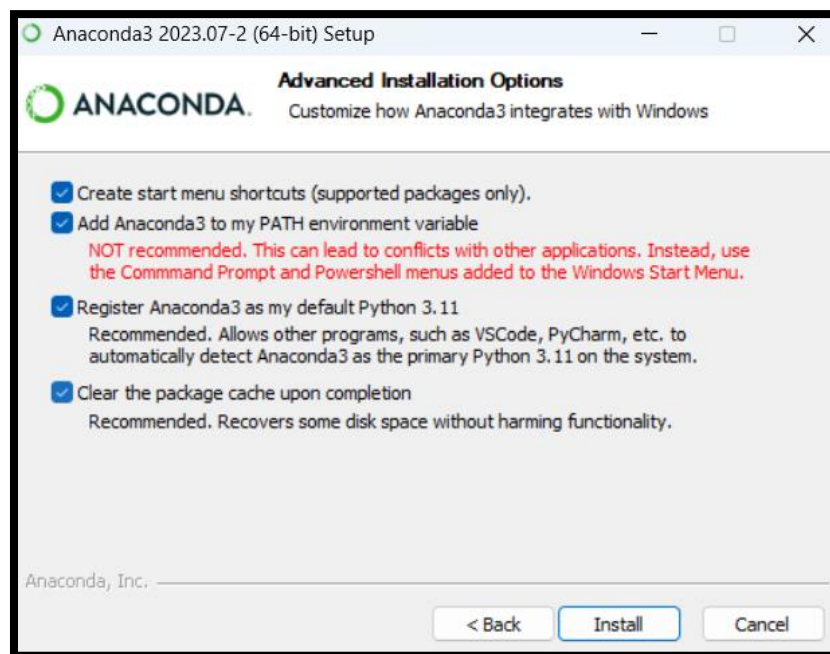 Anaconda3 2023.07-2 (64-bit) Setup
ANACONDA.
Advanced Installation Options
Customize how Anaconda3 integrates with Windows
Create start menu shortcuts (supported packages only).
Add Anaconda3 to my PATH environment variable
NOT recommended. This can lead to conflicts with other applications. Instead, use
the Commmand Prompt and Powershell menus added to the Windows Start Menu.
Register Anaconda3 as my default Python 3.11
Recommended. Allows other programs, such as VSCode, PyCharm, etc. to
automatically detect Anaconda3 as the primary Python 3.11 on the system.
Clear the package cache upon completion
Recommended. Recovers some disk space without harming functionality.
Anaconda, Inc.
< Back
Install
Cancel